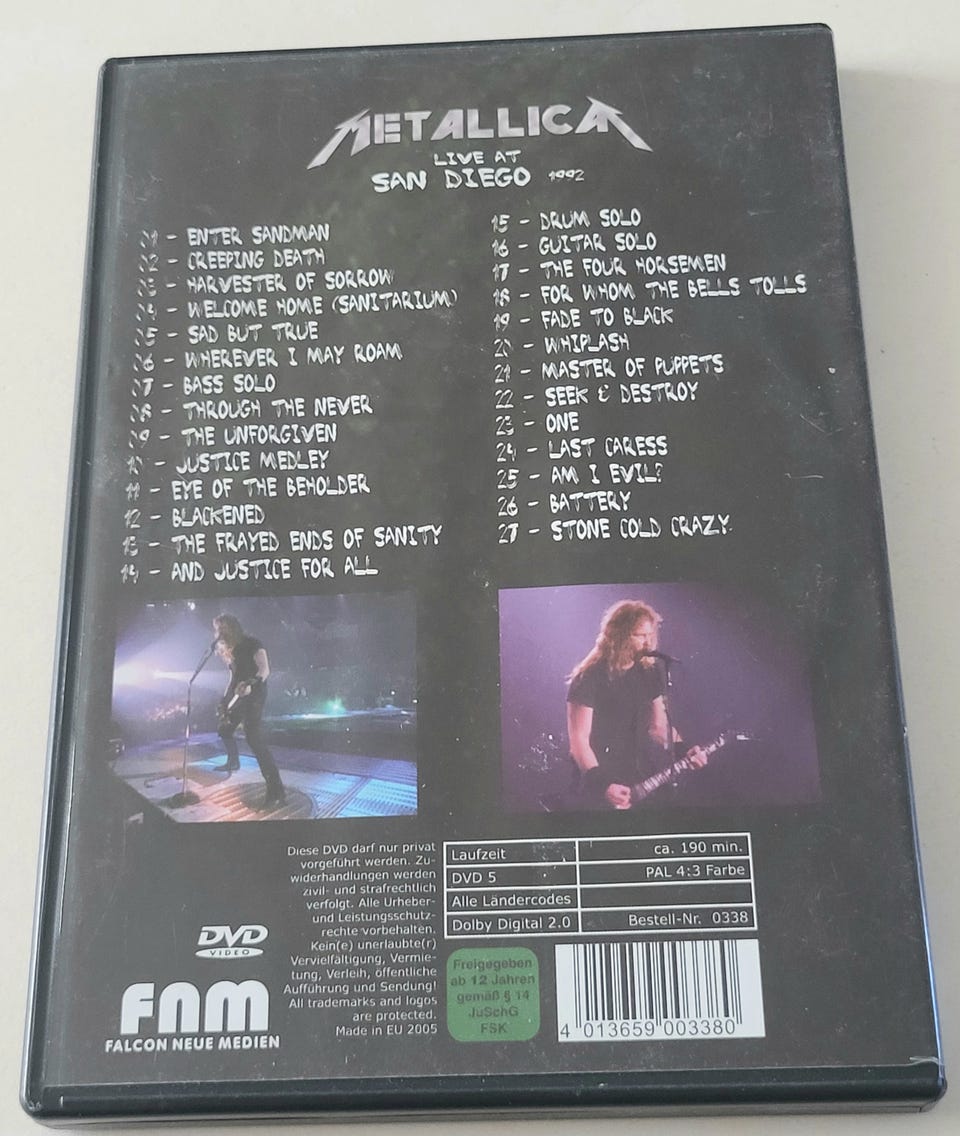 METALLICA
LIVE AT
SAN DIEGO 1992
01 - ENTER SANDMAN
02 - CREEPING DEATH
03 - HARVESTER OF SORROW
04 - WELCOME HOME (SANITARIUM)
05 - SAD BUT TRUE
06 - WHEREVER I MAY ROAM
07 - BASS SOLO
08 - THROUGH THE NEVER
09 - THE UNFORGIVEN
10 - JUSTICE MEDLEY
11 - EYE OF THE BEHOLDER
12 - BLACKENED
13 - THE FRAYED ENDS OF SANITY
14 - AND JUSTICE FOR ALL
15 - DRUM SOLO
16 - GUITAR SOLO
17 - THE FOUR HORSEMEN
18 - FOR WHOM THE BELLS TOLLS
19 - FADE TO BLACK
20 - WHIPLASH
21 - MASTER OF PUPPETS
22 - SEEK & DESTROY
23 - ONE
24 - LAST CARESS
25 - AM I EVIL?
26 - BATTERY
27 - STONE COLD CRAZY
Diese DVD darf nur privat
vorgeführt werden. Zu-
widerhandlungen werden
zivil- und strafrechtlich
verfolgt. Alle Urheber-
und Leistungsschutz-
rechte vorbehalten.
Kein(e) unerlaubte(r)
Vervielfältigung, Vermie-
tung, Verleih, öffentliche
Aufführung und Sendung!
All trademarks and logos
are protected.
Made in EU 2005
Laufzeit ca. 190 min.
DVD 5 PAL 4:3 Farbe
Alle Ländercodes
Dolby Digital 2.0 Bestell-Nr. 0338
DVD
VIDEO
fnm
FALCON NEUE MEDIEN
Freigegeben
ab 12 Jahren
gemäß § 14
JuSchG
FSK
4 013659 003380